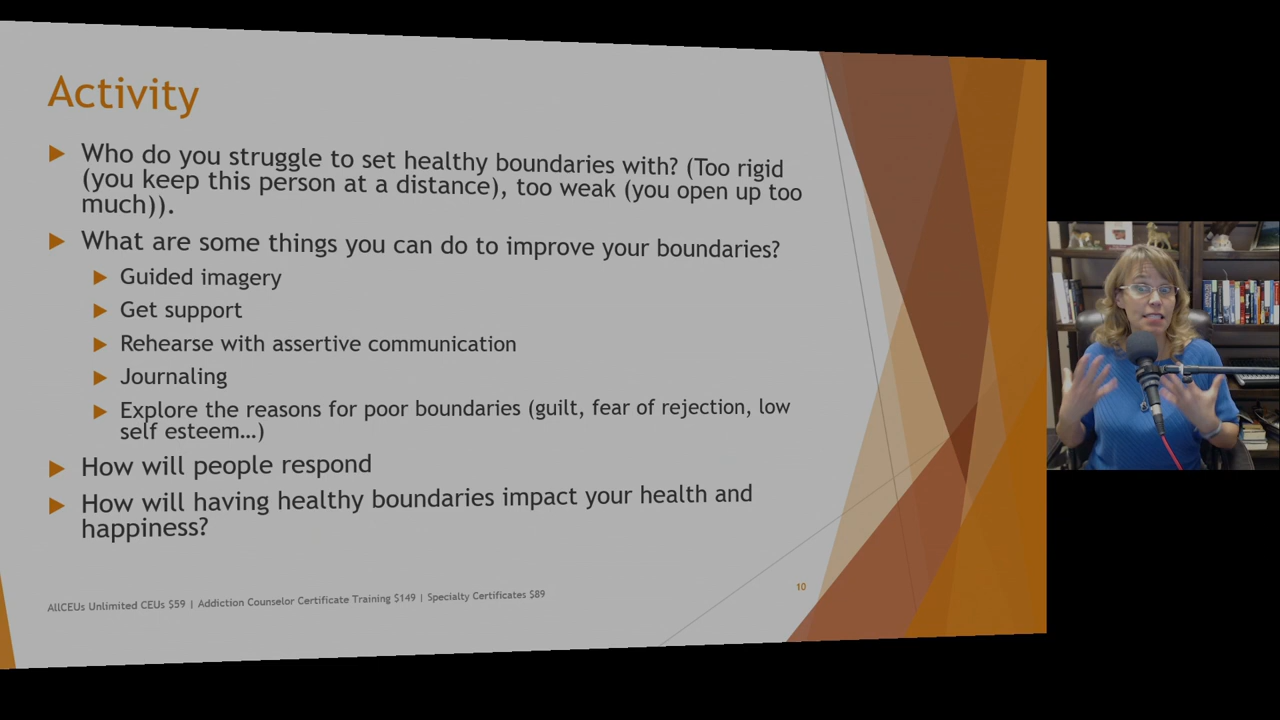 Activity
Who do you struggle to set healthy boundaries with? (Too rigid
(you keep this person at a distance), too weak (you open up too
much)).
What are some things you can do to improve your boundaries?
Guided imagery
Get support
Rehearse with assertive communication
Journaling
Explore the reasons for poor boundaries (guilt, fear of rejection, low
self esteem…)
How will people respond
How will having healthy boundaries impact your health and
happiness?
10
AllCEUs Unlimited CEUs $59 | Addiction Counselor Certificate Training $149 | Specialty Certificates $89